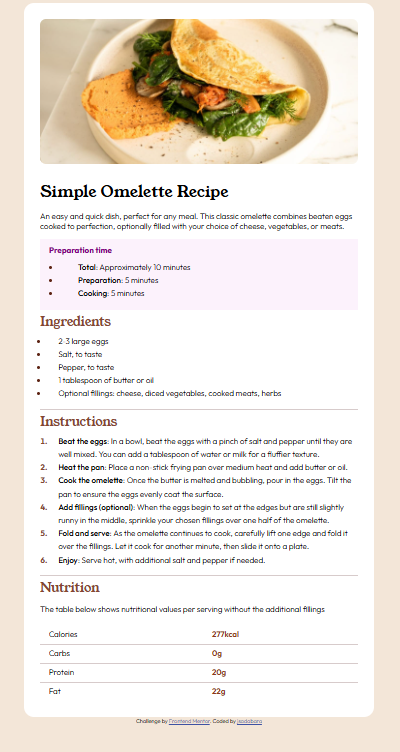 Simple Omelette Recipe
An easy and quick dish, perfect for any meal. This classic omelette combines beaten eggs
cooked to perfection, optionally filled with your choice of cheese, vegetables, or meats.
Preparation time
• Total: Approximately 10 minutes
• Preparation: 5 minutes
• Cooking: 5 minutes
Ingredients
• 2-3 large eggs
• Salt, to taste
• Pepper, to taste
• 1 tablespoon of butter or oil
• Optional fillings: cheese, diced vegetables, cooked meats, herbs
Instructions
1. Beat the eggs: In a bowl, beat the eggs with a pinch of salt and pepper until they are
well mixed. You can add a tablespoon of water or milk for a fluffier texture.
2. Heat the pan: Place a non-stick frying pan over medium heat and add butter or oil.
3. Cook the omelette: Once the butter is melted and bubbling, pour in the eggs. Tilt the
pan to ensure the eggs evenly coat the surface.
4. Add fillings (optional): When the eggs begin to set at the edges but are still slightly
runny in the middle, sprinkle your chosen fillings over one half of the omelette.
5. Fold and serve: As the omelette continues to cook, carefully lift one edge and fold it
over the fillings. Let it cook for another minute, then slide it onto a plate.
6. Enjoy: Serve hot, with additional salt and pepper if needed.
Nutrition
The table below shows nutritional values per serving without the additional fillings
Calories 277kcal
Carbs 0g
Protein 20g
Fat 22g
Challenge by Frontend Mentor. Coded by